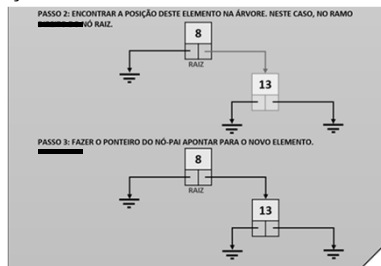 PASSO 2: ENCONTRAR A POSIÇÃO DESTE ELEMENTO NA ÁRVORE. NESTE CASO, NO RAMO
NÓ RAIZ.
8
RAIZ
13
PASSO 3: FAZER O PONTEIRO DO NÓ-PAI APONTAR PARA O NOVO ELEMENTO.
8
RAIZ
13